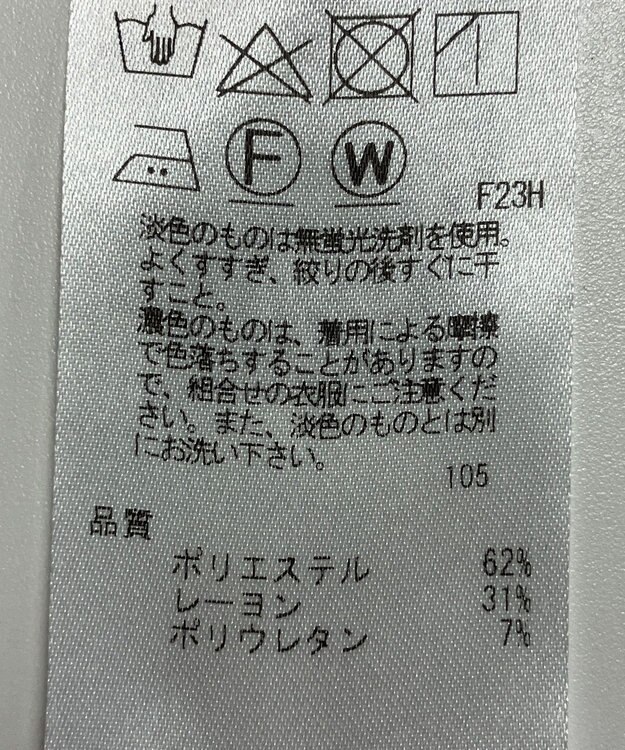 F
W
F23H
淡色のものは無蛍光洗剤を使用。
よくすすぎ、絞りの後すぐに干
すこと。
濃色のものは、着用による摩擦
で色落ちすることがありますの
で、組合せの衣服にご注意くだ
さい。また、淡色のものとは別
にお洗い下さい。
105
品質
ポリエステル 62%
レーヨン 31%
ポリウレタン 7%